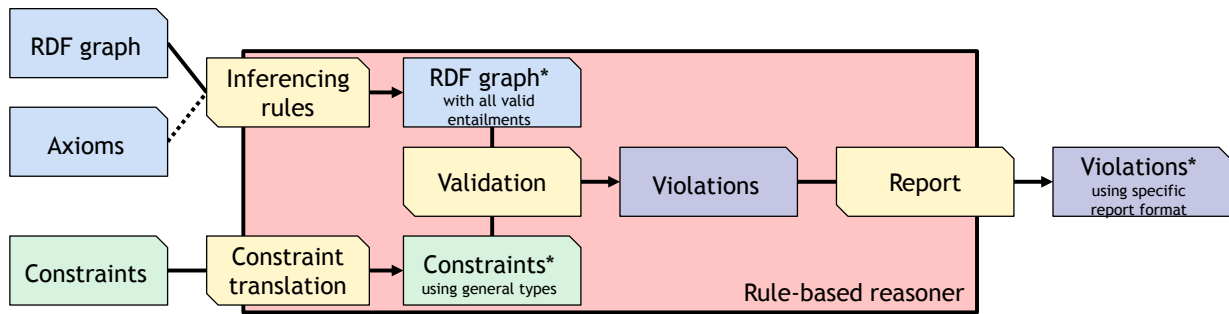 RDF graph
Axioms
Constraints
Inferencing
rules
Constraint
translation
RDF graph*
with all valid
entailments
Validation
Constraints*
using general types
Violations
Report
Rule-based reasoner
Violations*
using specific
report format